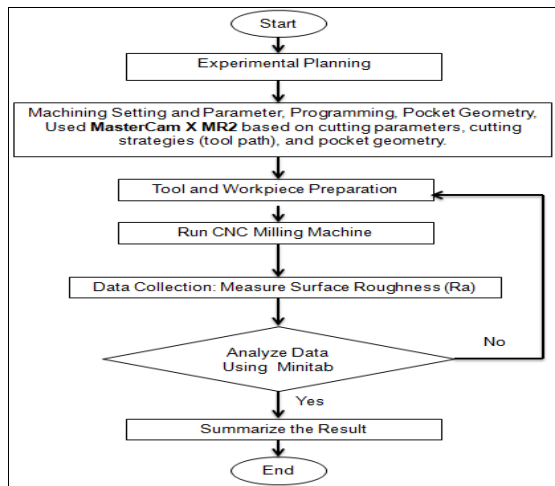 Start
Experimental Planning
Machining Setting and Parameter, Programming, Pocket Geometry,
Used MasterCam X MR2 based on cutting parameters, cutting
strategies (tool path), and pocket geometry.
Tool and Workpiece Preparation
Run CNC Milling Machine
Data Collection: Measure Surface Roughness (Ra)
Analyze Data
Using Minitab
No
Yes
Summarize the Result
End